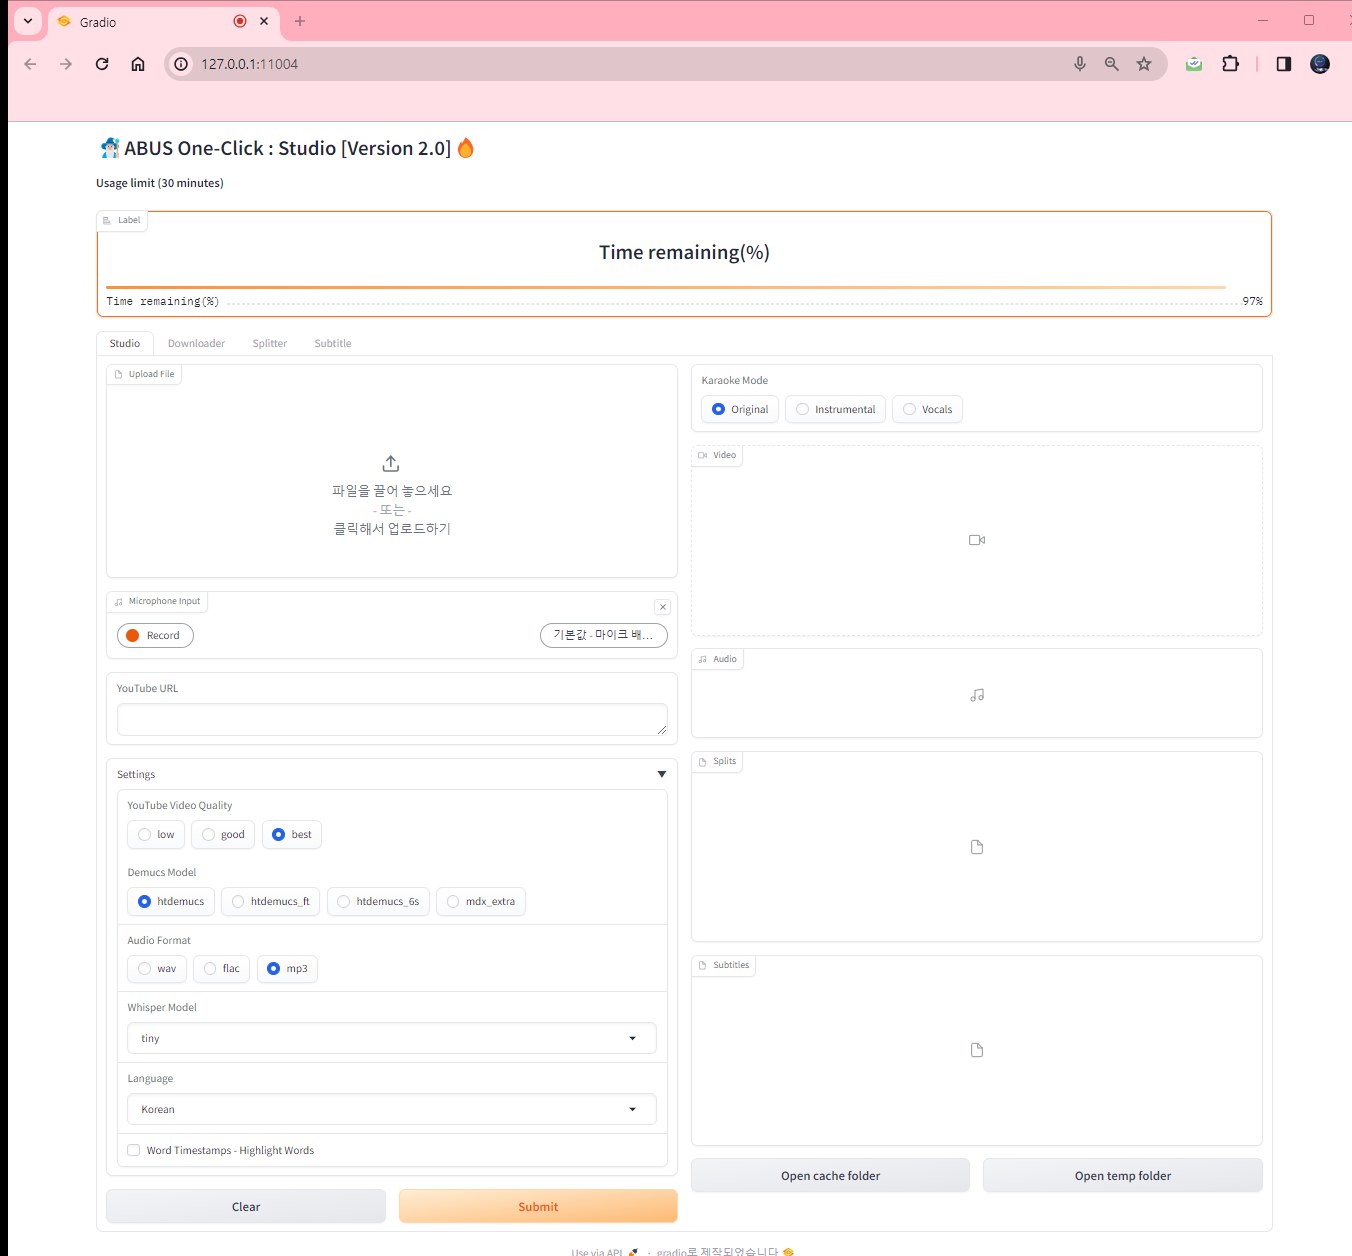 Gradio
127.0.0.1:11004
ABUS One-Click : Studio [Version 2.0]
Usage limit (30 minutes)
Label
Time remaining(%)
Time remaining(%) 97%
Studio Downloader Splitter Subtitle
Upload File
파일을 끌어 놓으세요
- 또는 -
클릭해서 업로드하기
Microphone Input
Record
기본값 - 마이크 배...
YouTube URL
Settings
YouTube Video Quality
low good best
Demucs Model
htdemucs htdemucs_ft htdemucs_6s mdx_extra
Audio Format
wav flac mp3
Whisper Model
tiny
Language
Korean
Word Timestamps - Highlight Words
Clear Submit
Karaoke Mode
Original Instrumental Vocals
Video
Audio
Splits
Subtitles
Open cache folder Open temp folder
Use via API · gradio로 제작되었습니다